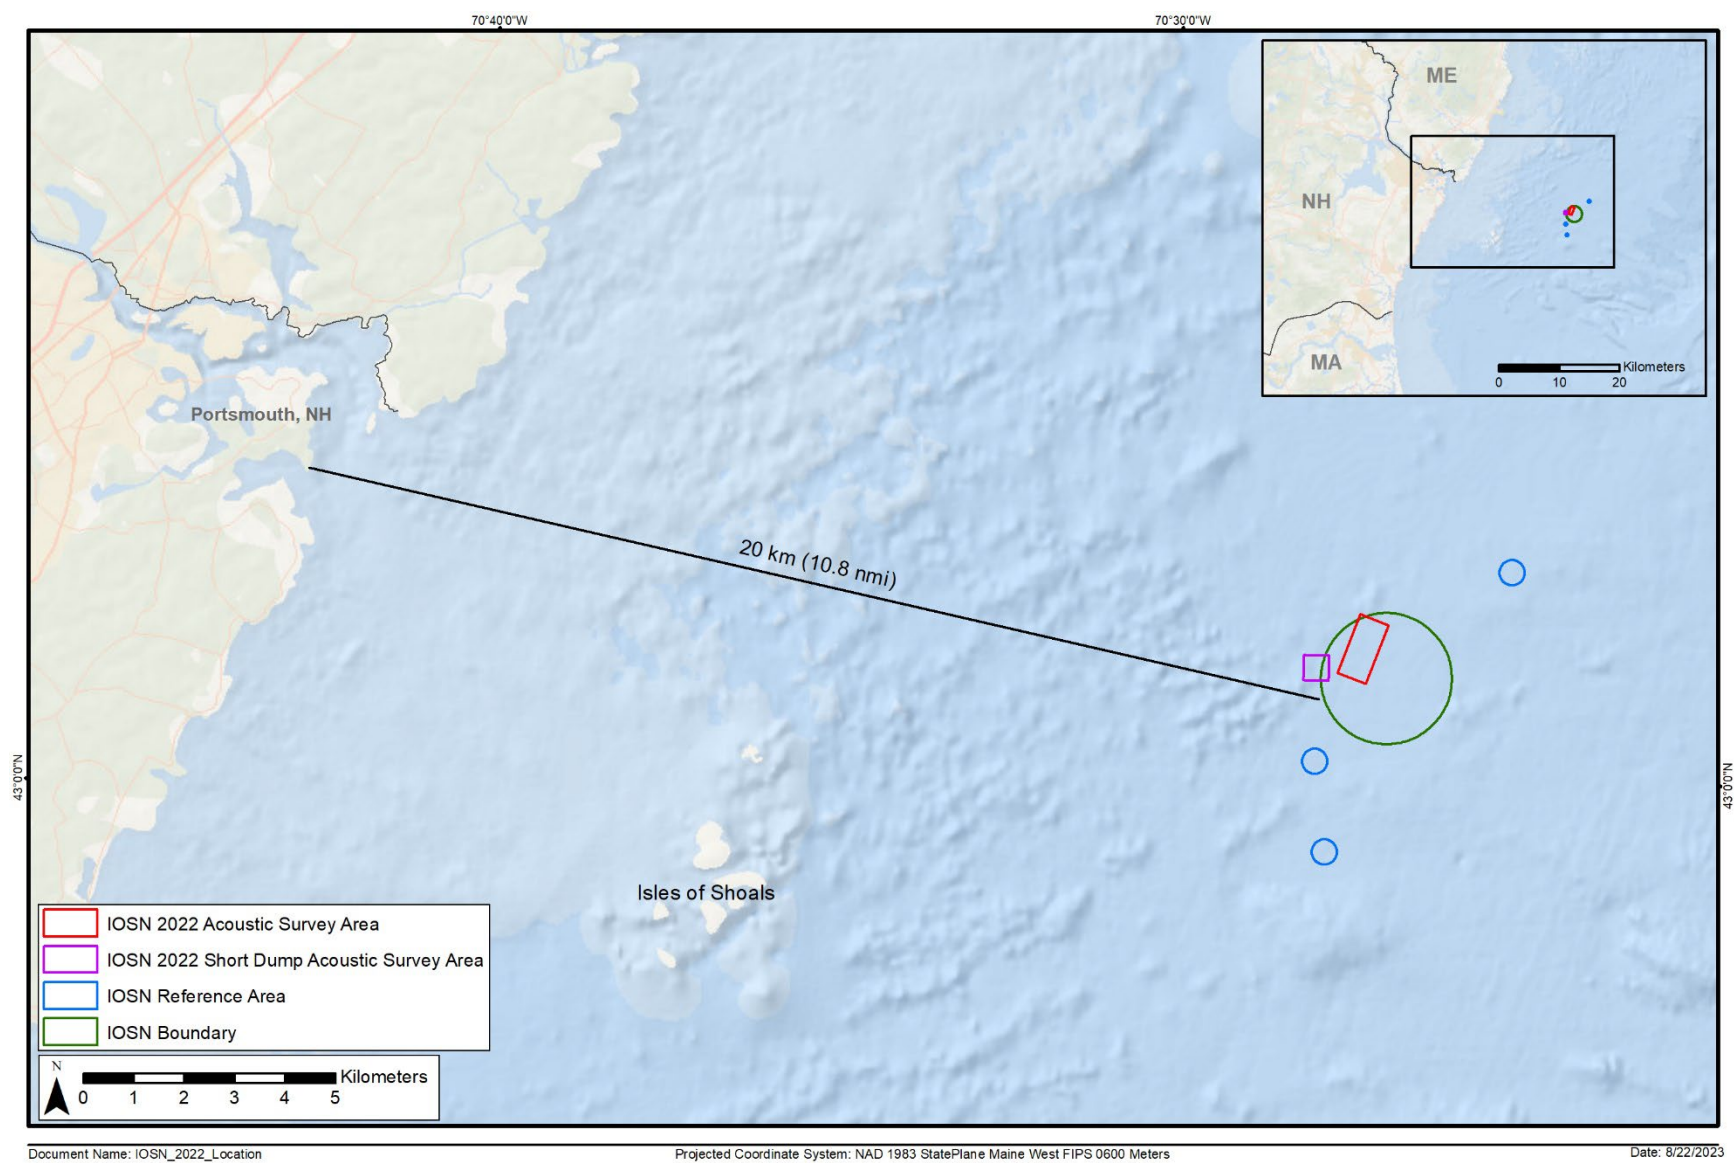 70°40'0"W
70°30'0"W
ME
NH
MA
Kilometers
0 10 20
Portsmouth, NH
20 km (10.8 nmi)
43°0'0"N
43°0'0"N
Isles of Shoals
IOSN 2022 Acoustic Survey Area
IOSN 2022 Short Dump Acoustic Survey Area
IOSN Reference Area
IOSN Boundary
N
Kilometers
0 1 2 3 4 5
Document Name: IOSN_2022_Location
Projected Coordinate System: NAD 1983 StatePlane Maine West FIPS 0600 Meters
Date: 8/22/2023